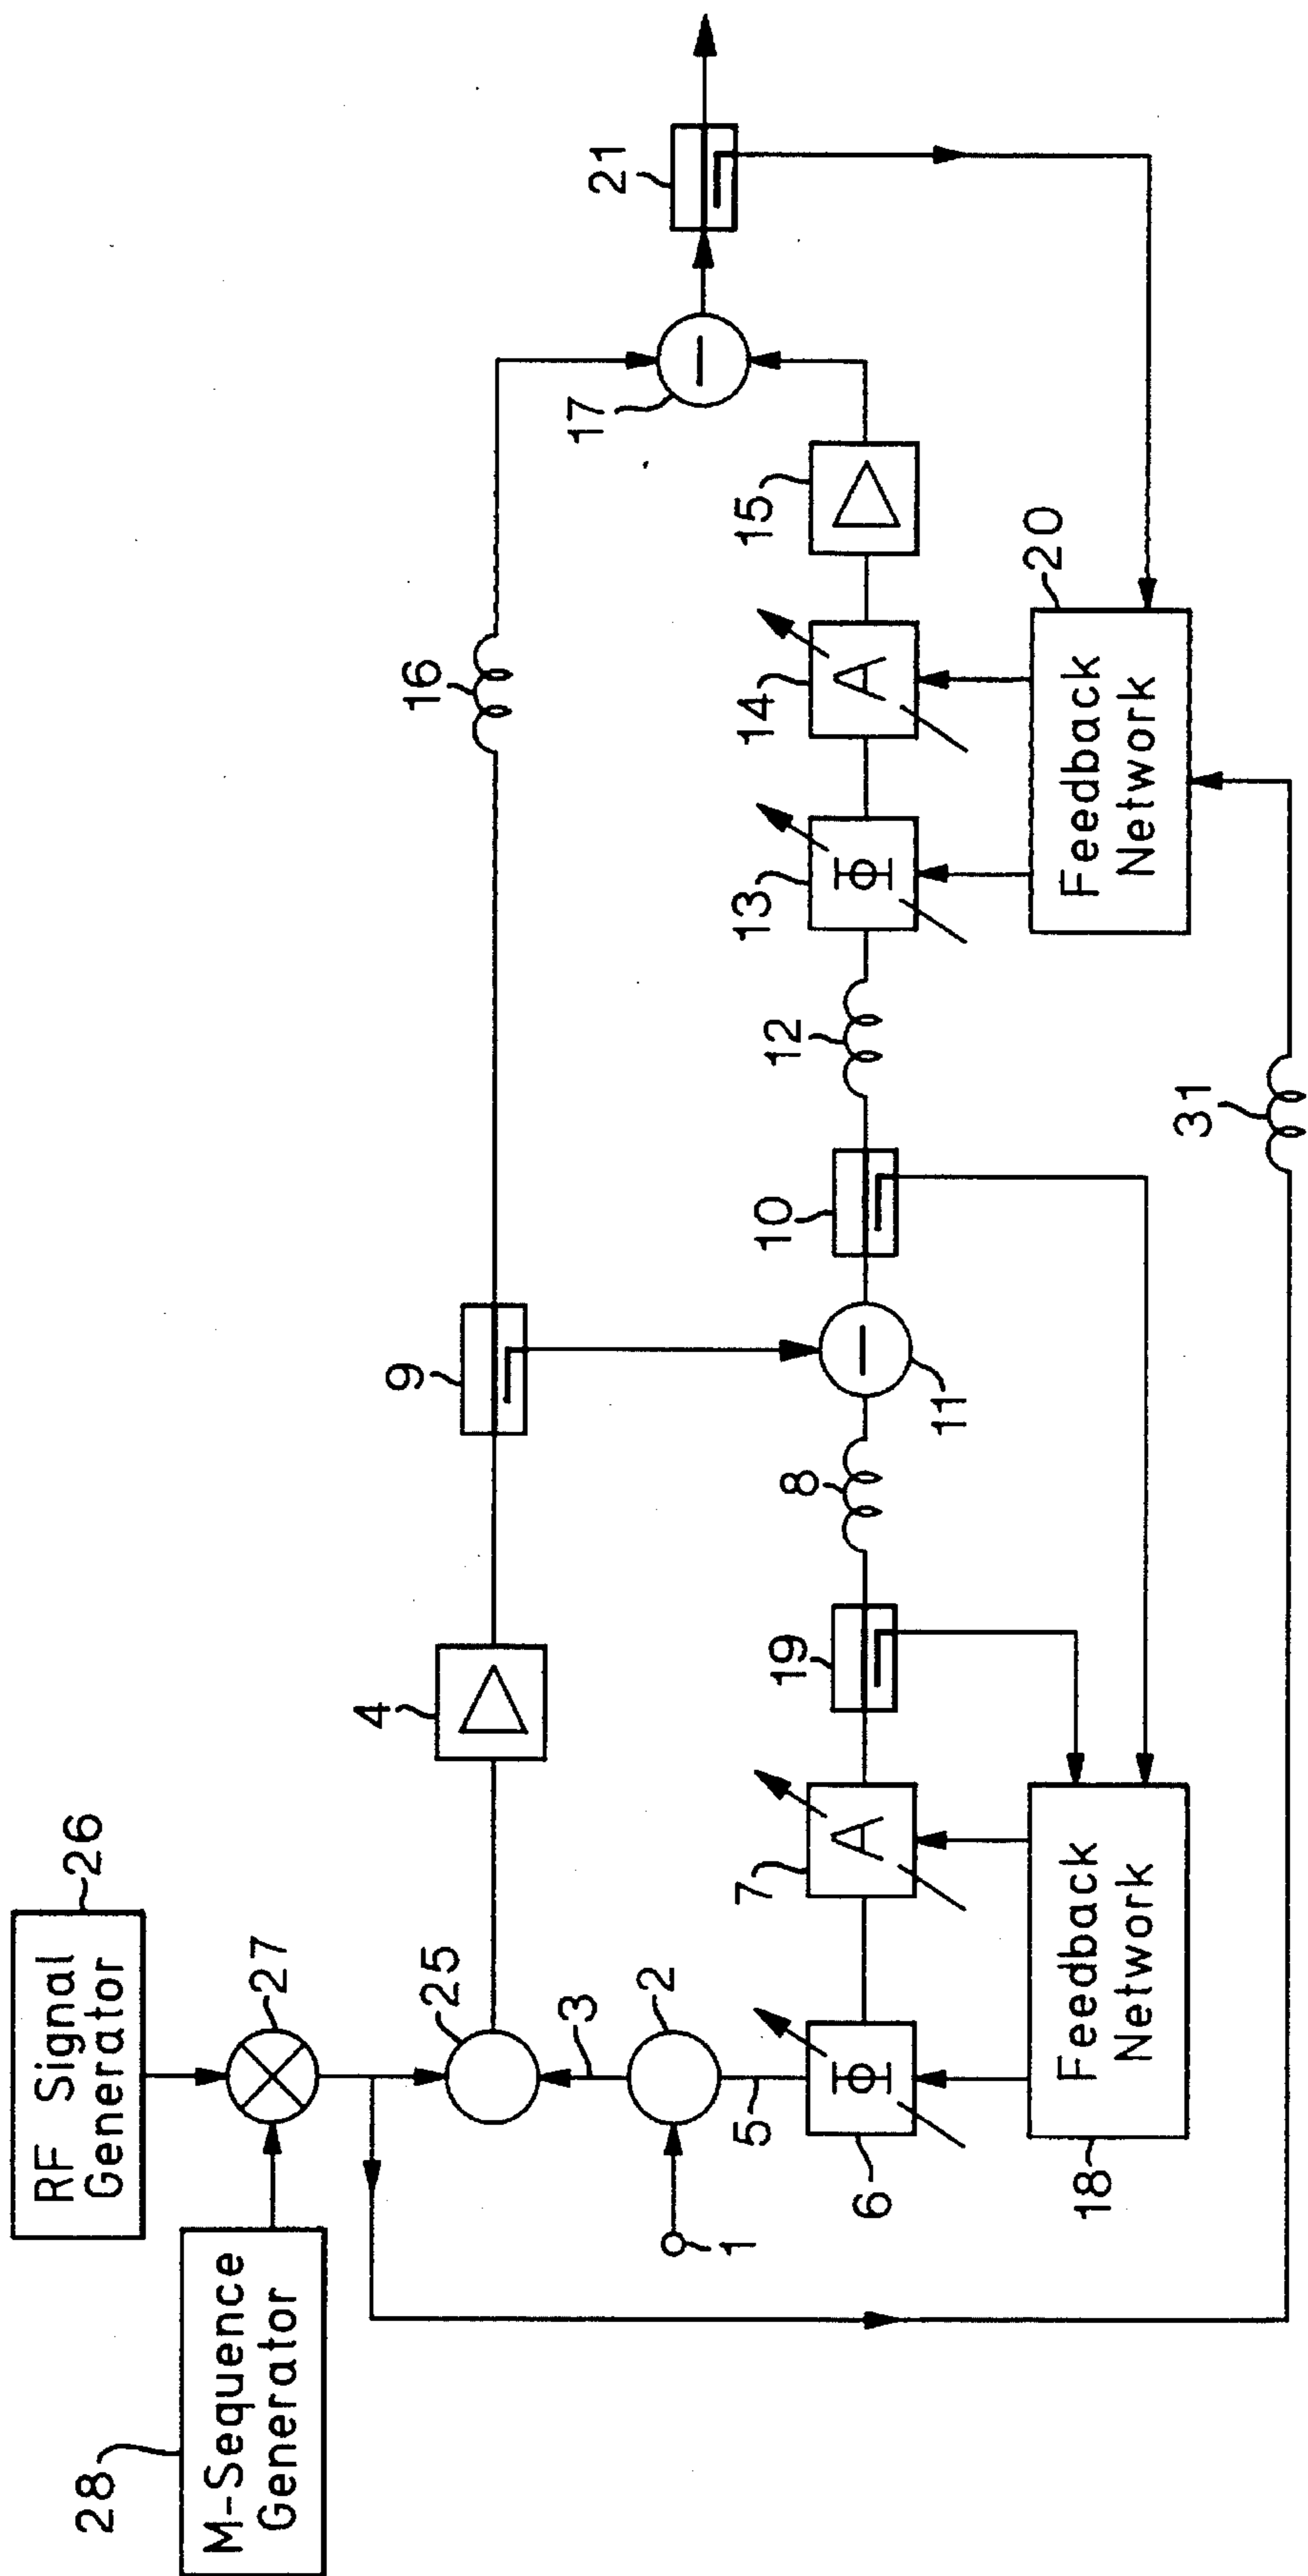 RF Signal
Generator
26
M-Sequence
Generator
28
27
25
3
2
1
5
4
9
16
17
21
6
Φ
7
A
19
8
11
10
12
13
Φ
14
A
15
18
Feedback
Network
20
Feedback
Network
31